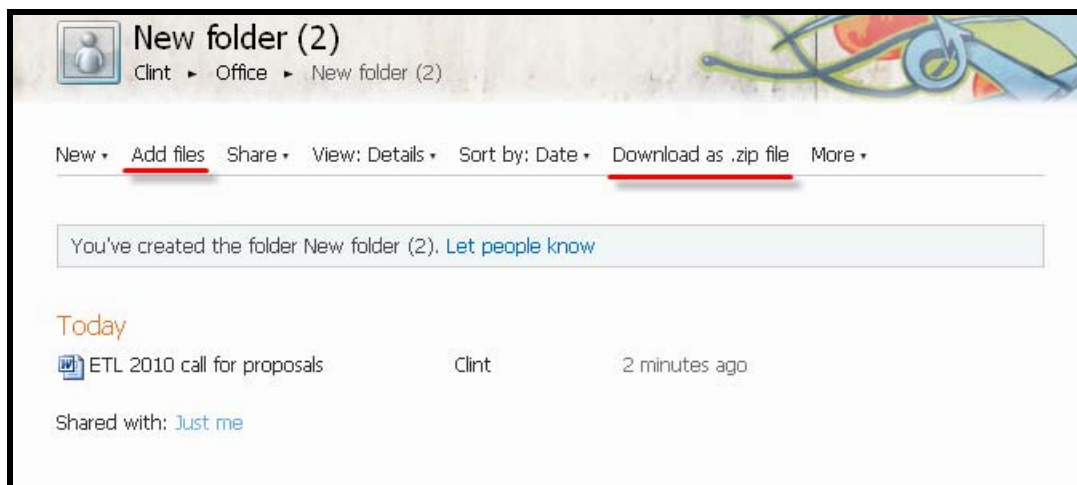 New folder (2)
Clint ▸ Office ▸ New folder (2)
New ▾ Add files Share ▾ View: Details ▾ Sort by: Date ▾ Download as .zip file More ▾
You've created the folder New folder (2). Let people know
Today
ETL 2010 call for proposals Clint 2 minutes ago
Shared with: Just me